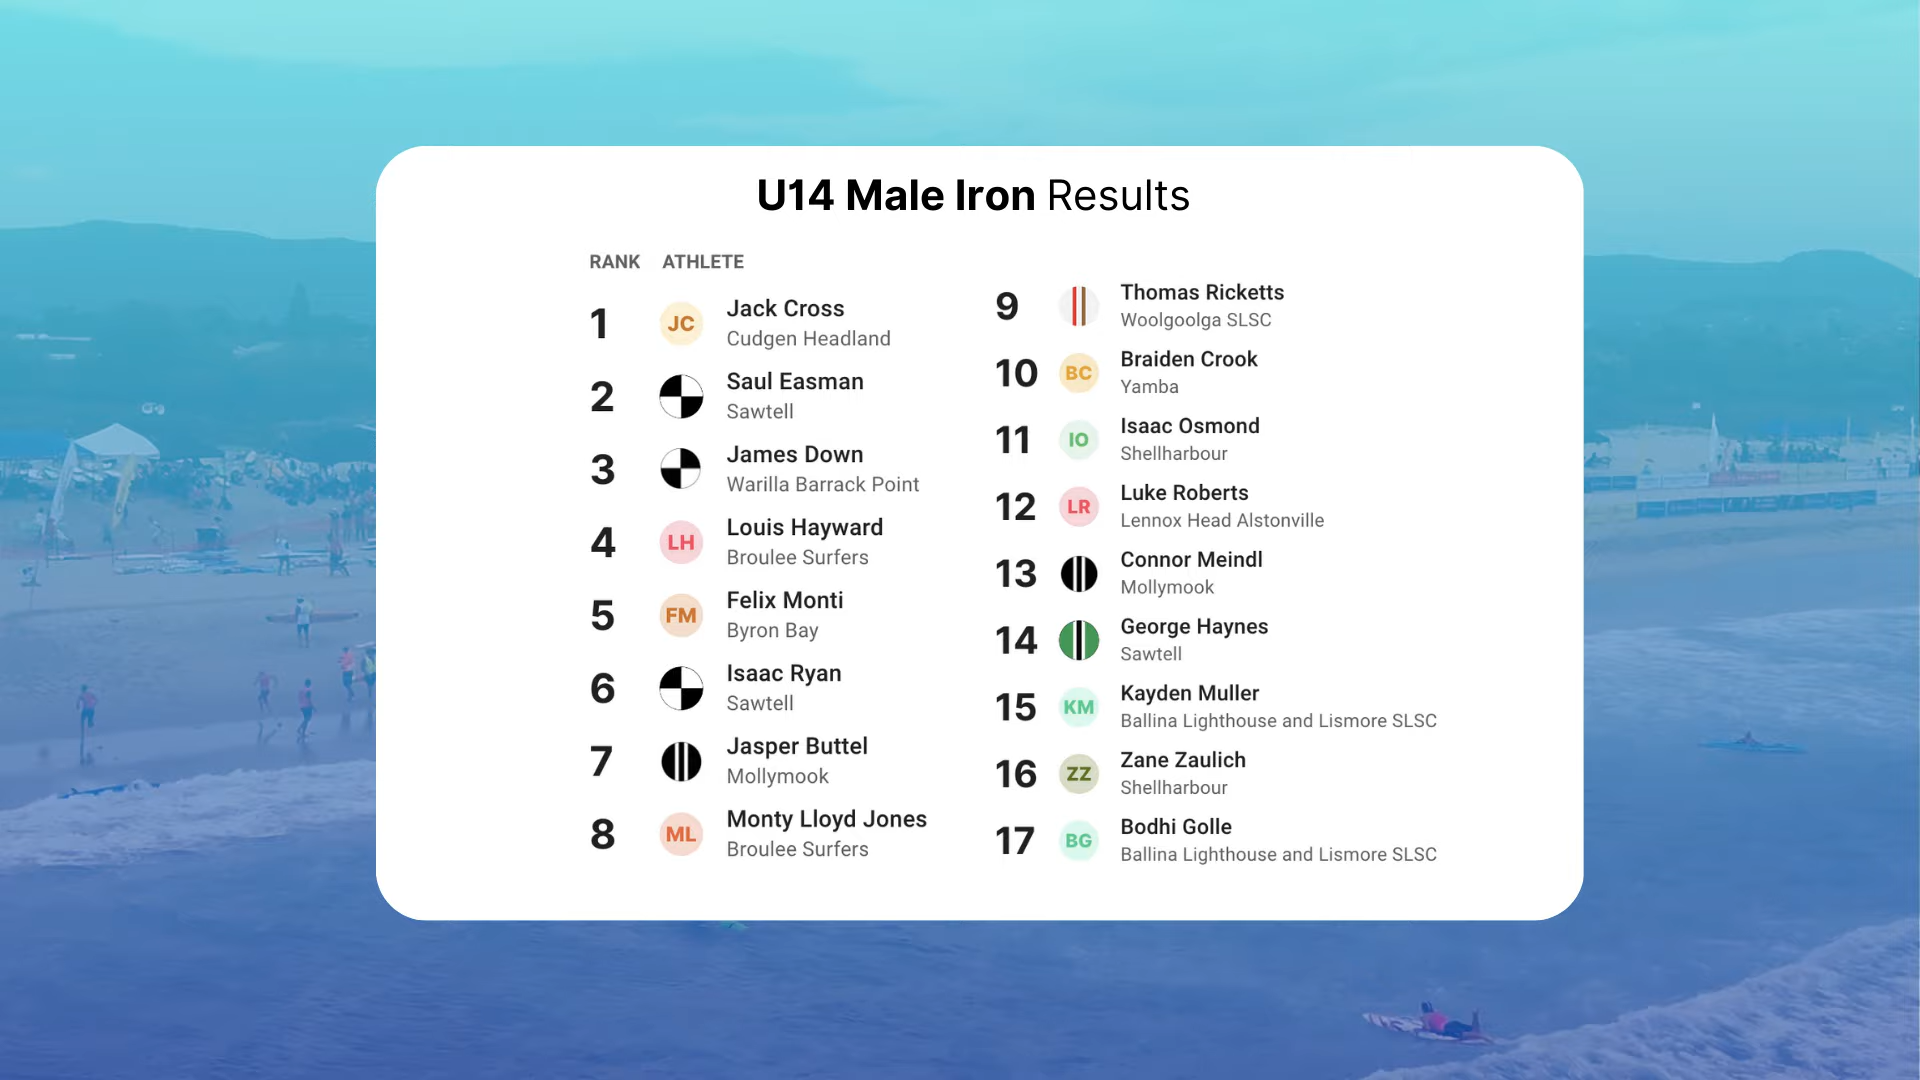 U14 Male Iron Results
RANK ATHLETE
1
JC
Jack Cross
Cudgen Headland
2
Saul Easman
Sawtell
3
James Down
Warilla Barrack Point
4
LH
Louis Hayward
Broulee Surfers
5
FM
Felix Monti
Byron Bay
6
Isaac Ryan
Sawtell
7
Jasper Buttel
Mollymook
8
ML
Monty Lloyd Jones
Broulee Surfers
9
Thomas Ricketts
Woolgoolga SLSC
10
BC
Braiden Crook
Yamba
11
IO
Isaac Osmond
Shellharbour
12
LR
Luke Roberts
Lennox Head Alstonville
13
Connor Meindl
Mollymook
14
George Haynes
Sawtell
15
KM
Kayden Muller
Ballina Lighthouse and Lismore SLSC
16
ZZ
Zane Zaulich
Shellharbour
17
BG
Bodhi Golle
Ballina Lighthouse and Lismore SLSC